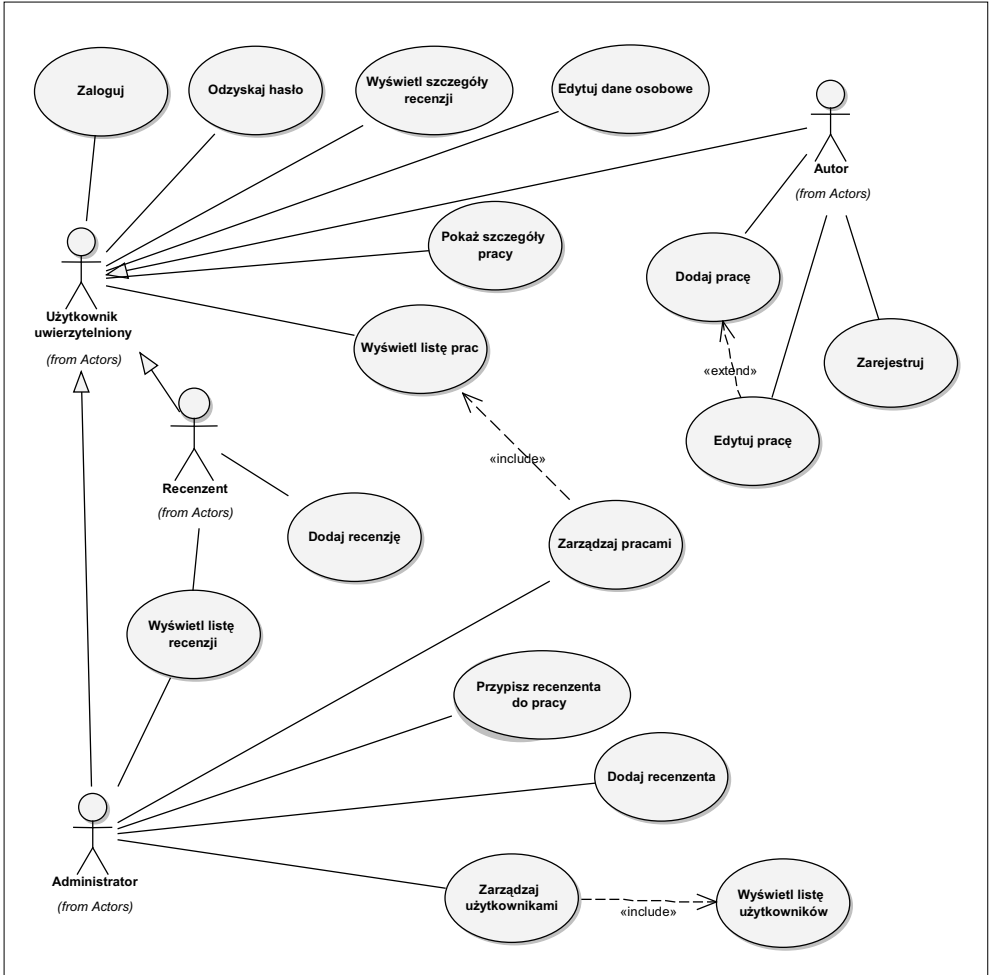 Zaloguj
Odzyskaj hasło
Wyświetl szczegóły
recenzji
Edytuj dane osobowe
Autor
(from Actors)
Pokaż szczegóły
pracy
Dodaj pracę
Użytkownik
uwierzytelniony
(from Actors)
Wyświetl listę prac
Zarejestruj
«extend»
Edytuj pracę
«include»
Recenzent
(from Actors)
Dodaj recenzję
Zarządzaj pracami
Wyświetl listę
recenzji
Przypisz recenzenta
do pracy
Dodaj recenzenta
Administrator
(from Actors)
Zarządzaj
użytkownikami
«include»
Wyświetl listę
użytkowników